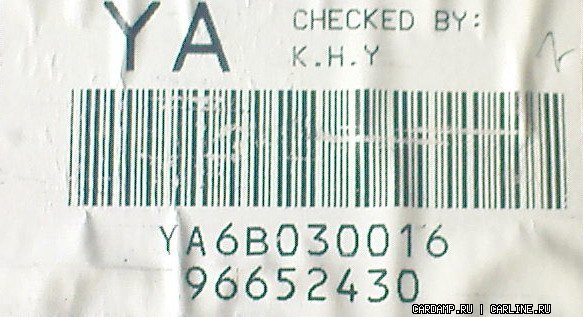 YA CHECKED BY:
K.H.Y
YA6B030016
96652430
CARDAMP.RU | CARLINE.RU